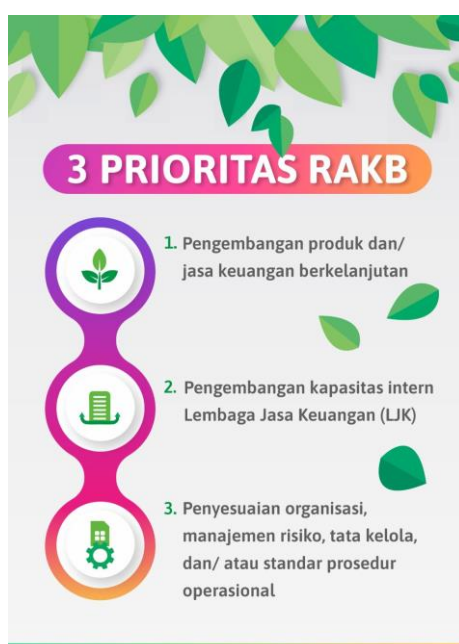 3 PRIORITAS RAKB
1. Pengembangan produk dan/
jasa keuangan berkelanjutan
2. Pengembangan kapasitas intern
Lembaga Jasa Keuangan (LJK)
3. Penyesuaian organisasi,
manajemen risiko, tata kelola,
dan/ atau standar prosedur
operasional